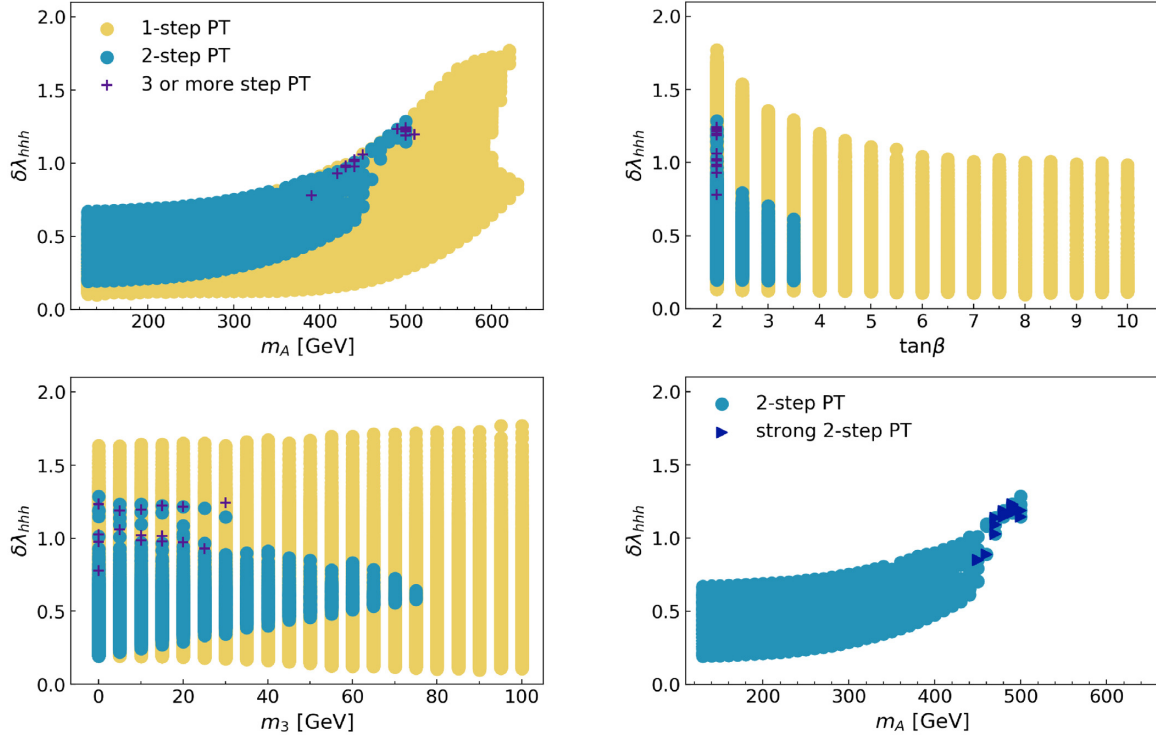 2.0
1.5
1.0
0.5
0.0
δλhhh
1-step PT
2-step PT
3 or more step PT
200 300 400 500 600
mA [GeV]
2.0
1.5
1.0
0.5
0.0
δλhhh
2 3 4 5 6 7 8 9 10
tanβ
2.0
1.5
1.0
0.5
0.0
δλhhh
0 20 40 60 80 100
m3 [GeV]
2.0
1.5
1.0
0.5
0.0
δλhhh
2-step PT
strong 2-step PT
200 300 400 500 600
mA [GeV]